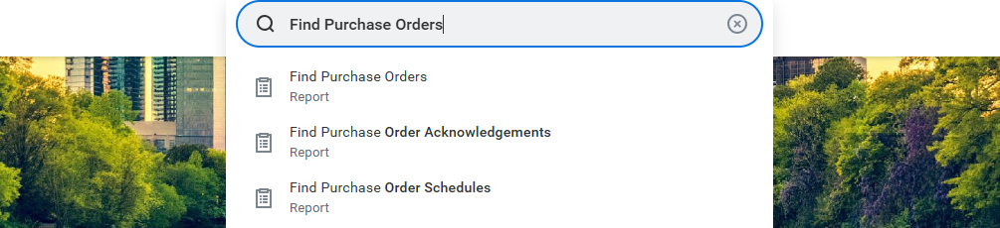 Find Purchase Orders
Find Purchase Orders
Report
Find Purchase Order Acknowledgements
Report
Find Purchase Order Schedules
Report